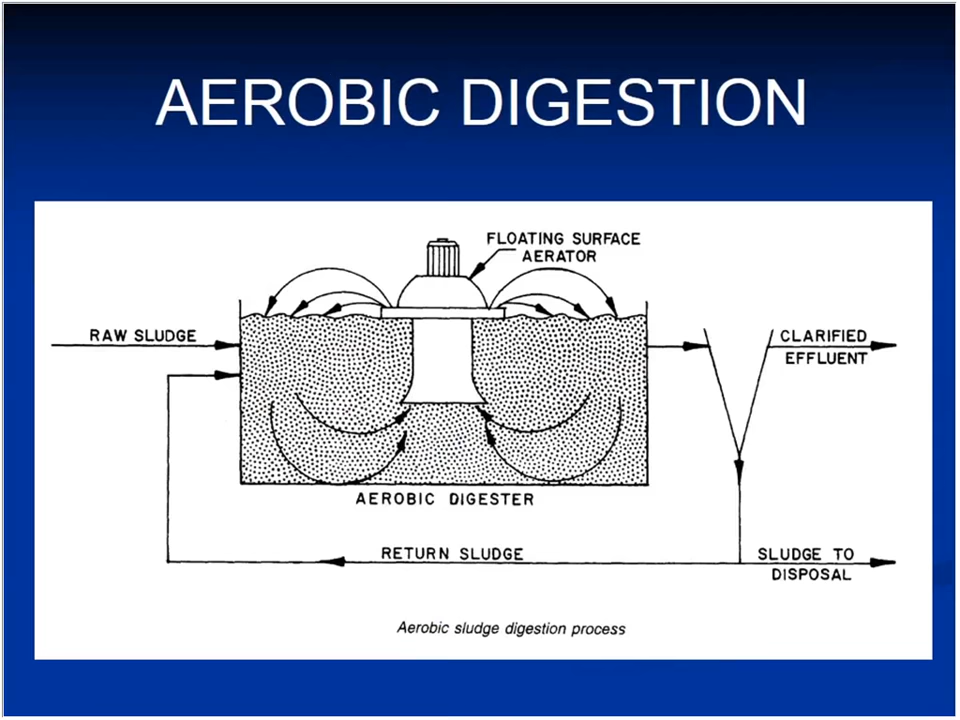 AEROBIC DIGESTION
FLOATING SURFACE
AERATOR
RAW SLUDGE
CLARIFIED
EFFLUENT
AEROBIC DIGESTER
RETURN SLUDGE
SLUDGE TO
DISPOSAL
Aerobic sludge digestion process